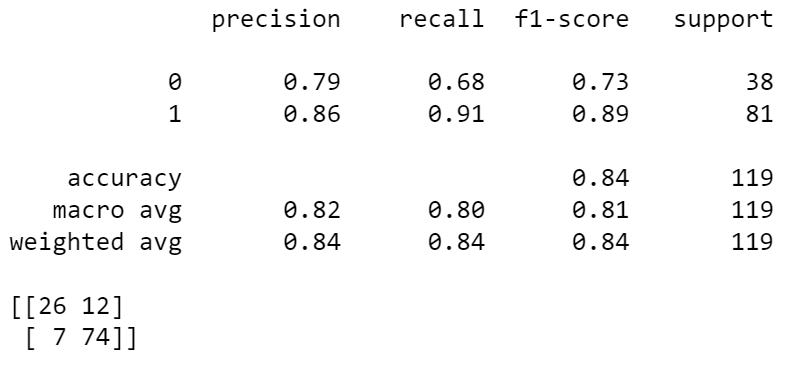 precision recall f1-score support
0 0.79 0.68 0.73 38
1 0.86 0.91 0.89 81
accuracy 0.84 119
macro avg 0.82 0.80 0.81 119
weighted avg 0.84 0.84 0.84 119
[[26 12]
[ 7 74]]